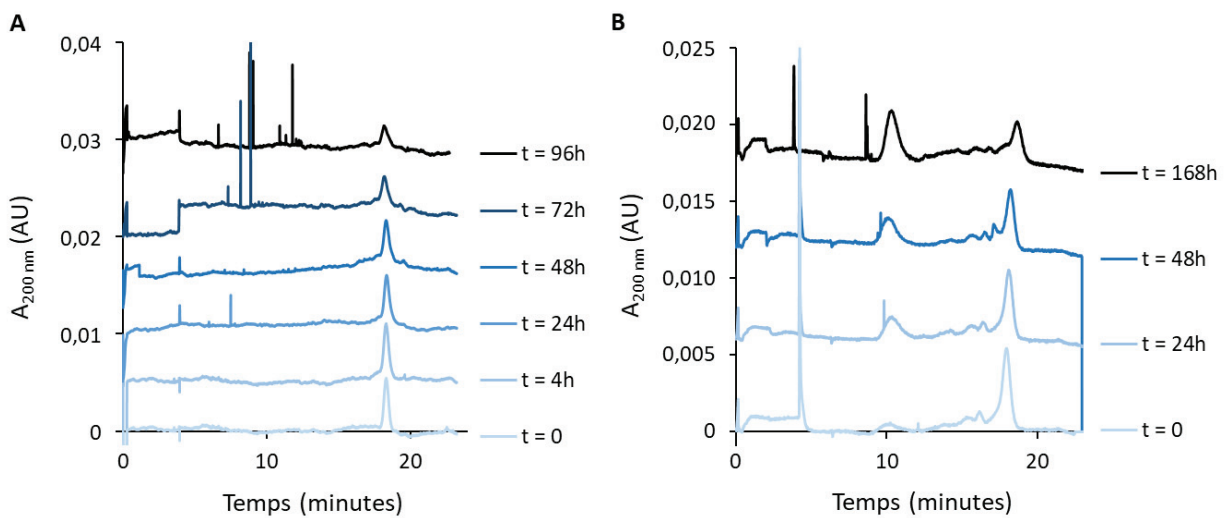 A
0,04
0,03
0,02
0,01
0
0
10
20
A200 nm (AU)
Temps (minutes)
t = 96h
t = 72h
t = 48h
t = 24h
t = 4h
t = 0
B
0,025
0,020
0,015
0,010
0,005
0
0
10
20
A200 nm (AU)
Temps (minutes)
t = 168h
t = 48h
t = 24h
t = 0